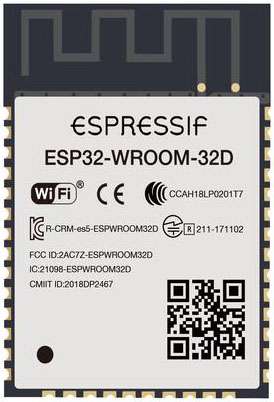 ESPRESSIF
ESP32-WROOM-32D
Wi Fi ® CE CCAH18LP0201T7
R-CRM-es5-ESPWROOM32D R 211-171102
FCC ID:2AC7Z-ESPWROOM32D
IC:21098-ESPWROOM32D
CMIIT ID:2018DP2467